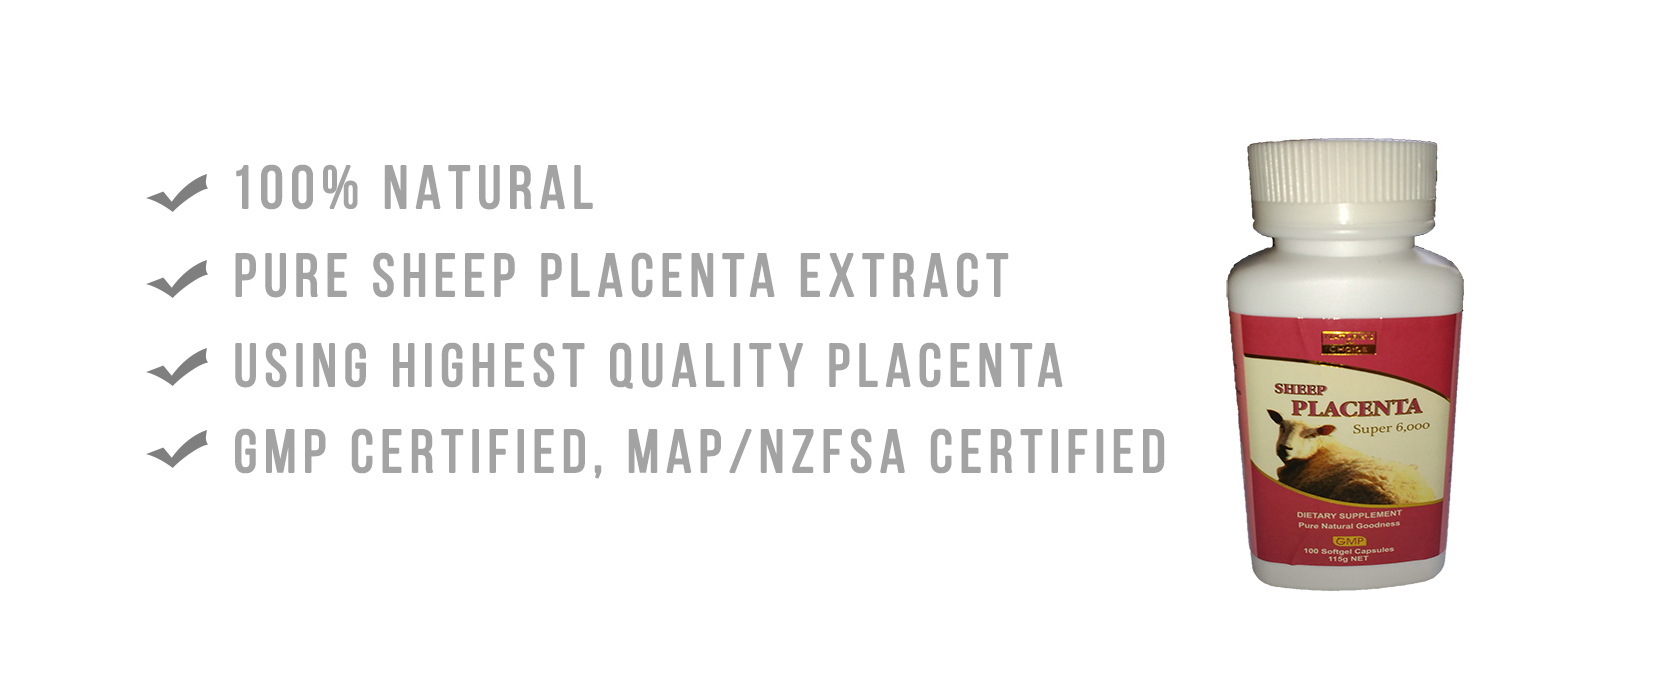 100% NATURAL
PURE SHEEP PLACENTA EXTRACT
USING HIGHEST QUALITY PLACENTA
GMP CERTIFIED, MAP/NZFSA CERTIFIED
CHOICE
SHEEP
PLACENTA
Super 6,000
DIETARY SUPPLEMENT
Pure Natural Goodness
GMP
100 Softgel Capsules
115g NET